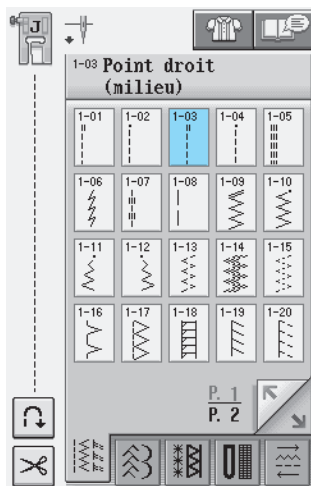 J
1-03 Point droit
(milieu)
1-01 1-02 1-03 1-04 1-05
1-06 1-07 1-08 1-09 1-10
1-11 1-12 1-13 1-14 1-15
1-16 1-17 1-18 1-19 1-20
P. 1
P. 2